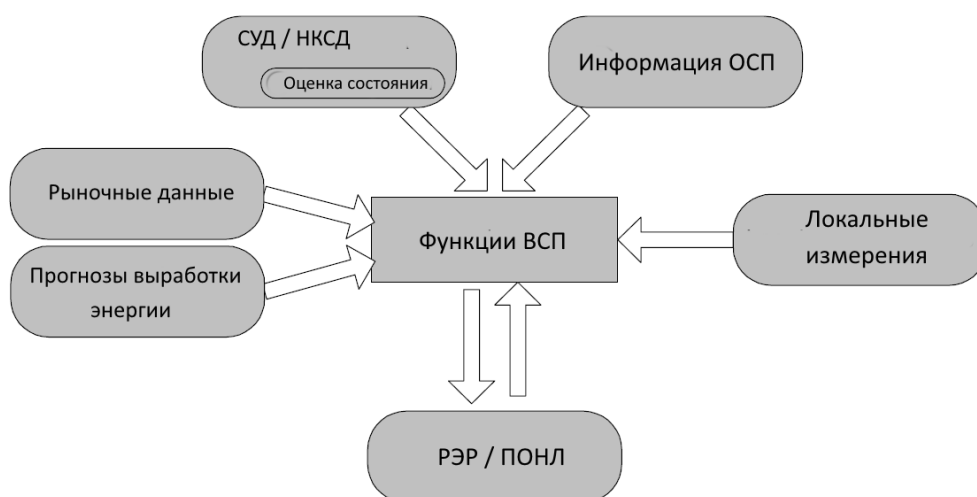 СУД / НКСД
Оценка состояния
Информация ОСП
Рыночные данные
Прогнозы выработки
энергии
Функции ВСП
Локальные
измерения
РЭР / ПОНЛ